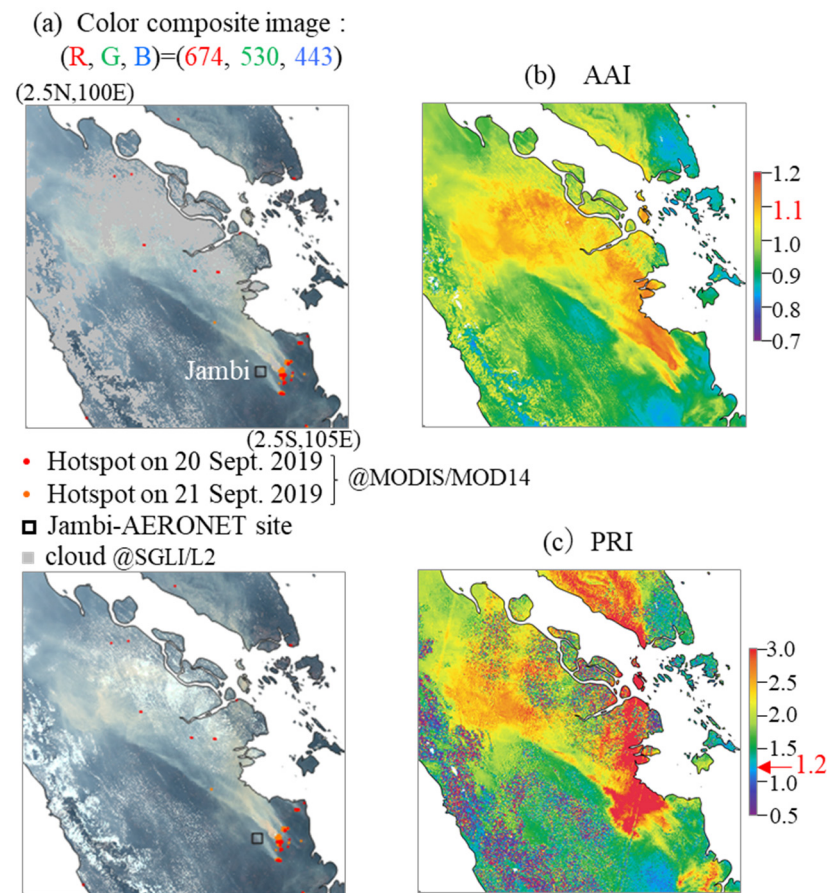 (a) Color composite image :
(R, G, B)=(674, 530, 443)
(2.5N,100E)
Jambi
(2.5S,105E)
• Hotspot on 20 Sept. 2019
• Hotspot on 21 Sept. 2019
@MODIS/MOD14
Jambi-AERONET site
cloud @SGLI/L2
(b) AAI
1.2
1.1
1.0
0.9
0.8
0.7
(c) PRI
3.0
2.5
2.0
1.5
1.2
1.0
0.5